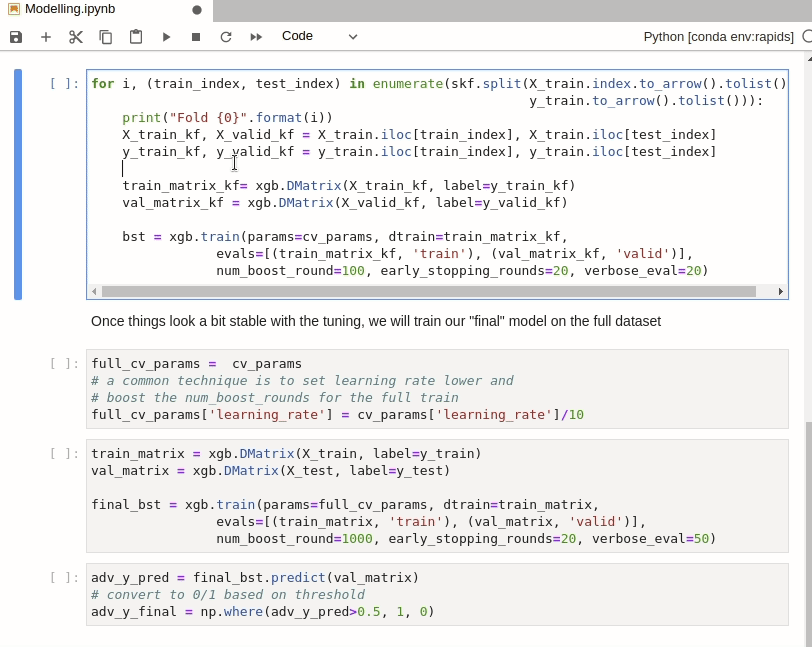 Modelling.ipynb
Code
Python [conda env:rapids]
[ ]: for i, (train_index, test_index) in enumerate(skf.split(X_train.index.to_arrow().tolist()
y_train.to_arrow().tolist())):
print("Fold {0}".format(i))
X_train_kf, X_valid_kf = X_train.iloc[train_index], X_train.iloc[test_index]
y_train_kf, y_valid_kf = y_train.iloc[train_index], y_train.iloc[test_index]
train_matrix_kf= xgb.DMatrix(X_train_kf, label=y_train_kf)
val_matrix_kf = xgb.DMatrix(X_valid_kf, label=y_valid_kf)
bst = xgb.train(params=cv_params, dtrain=train_matrix_kf,
evals=[(train_matrix_kf, 'train'), (val_matrix_kf, 'valid')],
num_boost_round=100, early_stopping_rounds=20, verbose_eval=20)
Once things look a bit stable with the tuning, we will train our "final" model on the full dataset
[ ]: full_cv_params =  cv_params
# a common technique is to set learning rate lower and
# boost the num_boost_rounds for the full train
full_cv_params['learning_rate'] = cv_params['learning_rate']/10
[ ]: train_matrix = xgb.DMatrix(X_train, label=y_train)
val_matrix = xgb.DMatrix(X_test, label=y_test)
final_bst = xgb.train(params=full_cv_params, dtrain=train_matrix,
evals=[(train_matrix, 'train'), (val_matrix, 'valid')],
num_boost_round=1000, early_stopping_rounds=20, verbose_eval=50)
[ ]: adv_y_pred = final_bst.predict(val_matrix)
# convert to 0/1 based on threshold
adv_y_final = np.where(adv_y_pred>0.5, 1, 0)